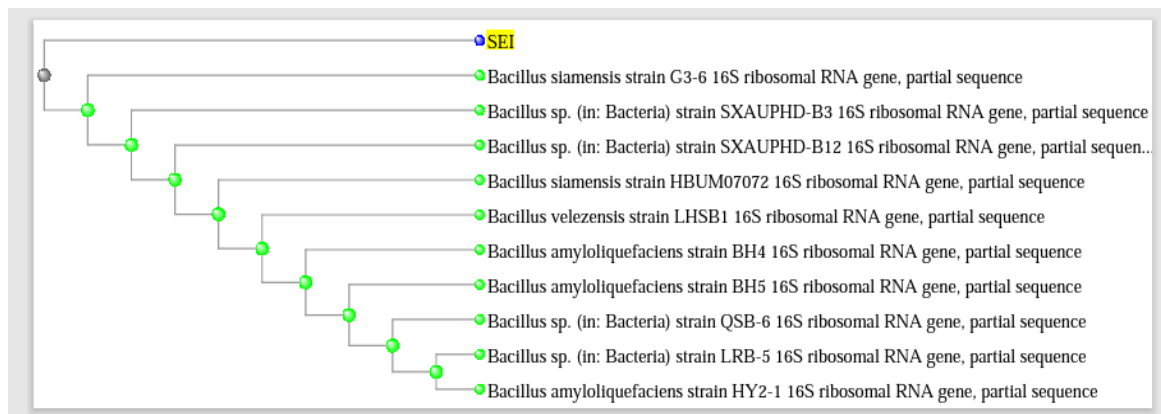 SEI
Bacillus siamensis strain G3-6 16S ribosomal RNA gene, partial sequence
Bacillus sp. (in: Bacteria) strain SXAUPHD-B3 16S ribosomal RNA gene, partial sequence
Bacillus sp. (in: Bacteria) strain SXAUPHD-B12 16S ribosomal RNA gene, partial sequen...
Bacillus siamensis strain HBUM07072 16S ribosomal RNA gene, partial sequence
Bacillus velezensis strain LHSB1 16S ribosomal RNA gene, partial sequence
Bacillus amyloliquefaciens strain BH4 16S ribosomal RNA gene, partial sequence
Bacillus amyloliquefaciens strain BH5 16S ribosomal RNA gene, partial sequence
Bacillus sp. (in: Bacteria) strain QSB-6 16S ribosomal RNA gene, partial sequence
Bacillus sp. (in: Bacteria) strain LRB-5 16S ribosomal RNA gene, partial sequence
Bacillus amyloliquefaciens strain HY2-1 16S ribosomal RNA gene, partial sequence